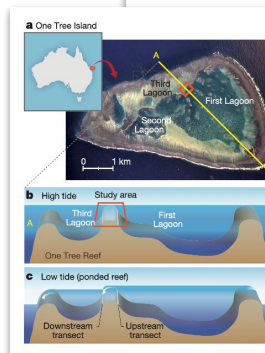 a One Tree Island
A
Third
Lagoon
First Lagoon
Second
Lagoon
0 1 km
b High tide Study area
A
Third
Lagoon
First
Lagoon
One Tree Reef
c Low tide (ponded reef)
Downstream
transect
Upstream
transect